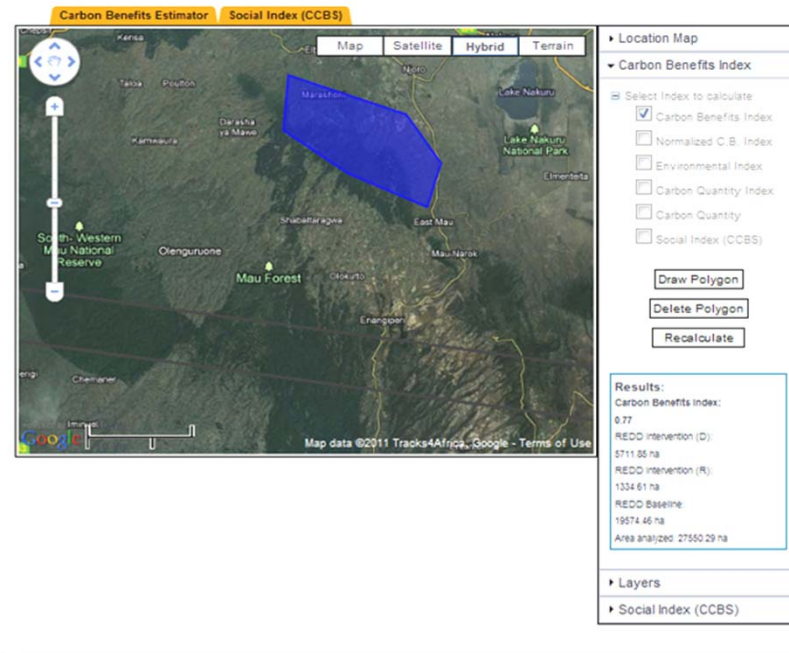 Carbon Benefits Estimator Social Index (CCBS)
Map Satellite Hybrid Terrain
Kensa
Njoro
Taloa Poulton
Marashoni
Lake Nakuru
Darasha
ya Mawe
Kamwaura
Lake Nakuru
National Park
Elmenteita
Shabaltaragwa
East Mau
South-Western
Mau National
Reserve
Olenguruone
Mau Narok
Mau Forest
Olokurto
Enangiperi
Chemaner
Google
Map data ©2011 Tracks4Africa, Google - Terms of Use
Location Map
Carbon Benefits Index
Select Index to calculate
Carbon Benefits Index
Normalized C.B. Index
Environmental Index
Carbon Quantity Index
Carbon Quantity
Social Index (CCBS)
Draw Polygon
Delete Polygon
Recalculate
Results:
Carbon Benefits Index:
0.77
REDD Intervention (D):
5711.85 ha
REDD Intervention (R):
1334.61 ha
REDD Baseline:
19574.46 ha
Area analyzed: 27550.29 ha
Layers
Social Index (CCBS)